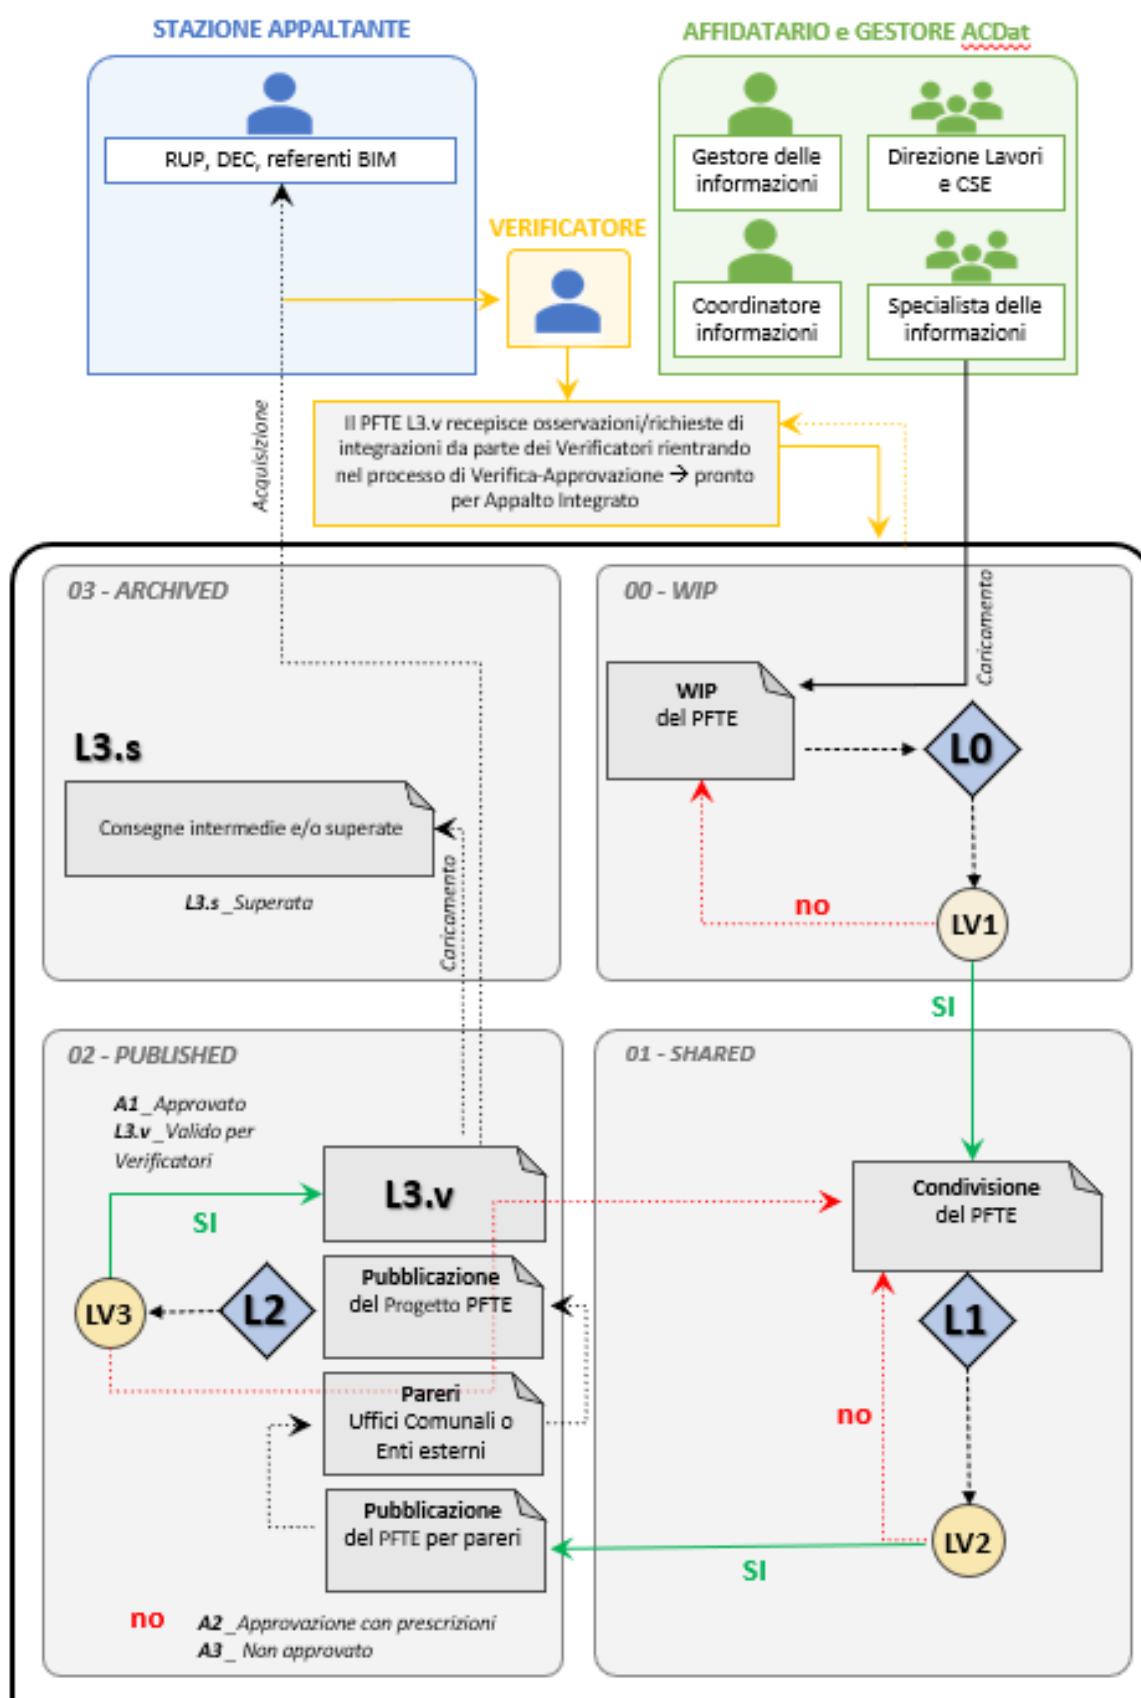 STAZIONE APPALTANTE
AFFIDATARIO e GESTORE ACDat
RUP, DEC, referenti BIM
Gestore delle
informazioni
Direzione Lavori
e CSE
VERIFICATORE
Coordinatore
informazioni
Specialista delle
informazioni
Acquisizione
Il PFTE L3.v recepisce osservazioni/richieste di
integrazioni da parte dei Verificatori rientrando
nel processo di Verifica-Approvazione → pronto
per Appalto Integrato
03 - ARCHIVED
00 - WIP
Caricamento
WIP
del PFTE
L0
L3.s
Consegne intermedie e/o superate
L3.s _Superata
Caricamento
no
LV1
SI
02 - PUBLISHED
01 - SHARED
A1 _Approvato
L3.v _Valido per
Verificatori
L3.v
SI
Condivisione
del PFTE
Pubblicazione
del Progetto PFTE
LV3
L2
L1
Pareri
Uffici Comunali o
Enti esterni
no
Pubblicazione
del PFTE per pareri
LV2
SI
no
A2 _Approvazione con prescrizioni
A3 _ Non approvato